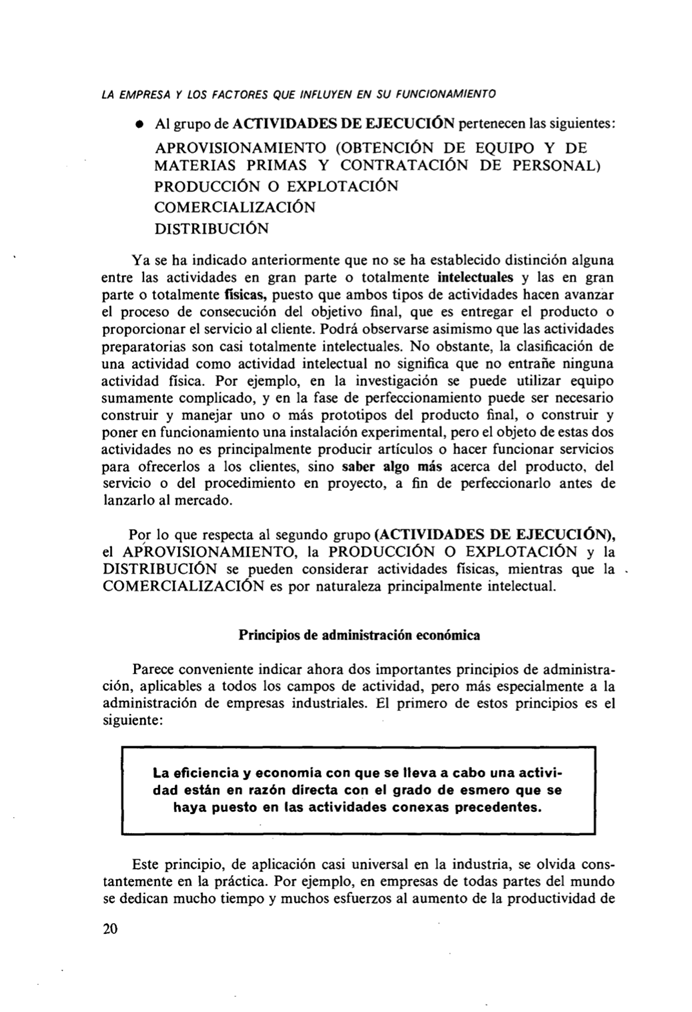 LA EMPRESA Y LOS FACTORES QUE INFLUYEN EN SU FUNCIONAMIENTO
● Al grupo de ACTIVIDADES DE EJECUCIÓN pertenecen las siguientes:
APROVISIONAMIENTO (OBTENCIÓN DE EQUIPO Y DE
MATERIAS PRIMAS Y CONTRATACIÓN DE PERSONAL)
PRODUCCIÓN O EXPLOTACIÓN
COMERCIALIZACIÓN
DISTRIBUCIÓN
Ya se ha indicado anteriormente que no se ha establecido distinción alguna
entre las actividades en gran parte o totalmente intelectuales y las en gran
parte o totalmente físicas, puesto que ambos tipos de actividades hacen avanzar
el proceso de consecución del objetivo final, que es entregar el producto o
proporcionar el servicio al cliente. Podrá observarse asimismo que las actividades
preparatorias son casi totalmente intelectuales. No obstante, la clasificación de
una actividad como actividad intelectual no significa que no entrañe ninguna
actividad física. Por ejemplo, en la investigación se puede utilizar equipo
sumamente complicado, y en la fase de perfeccionamiento puede ser necesario
construir y manejar uno o más prototipos del producto final, o construir y
poner en funcionamiento una instalación experimental, pero el objeto de estas dos
actividades no es principalmente producir artículos o hacer funcionar servicios
para ofrecerlos a los clientes, sino saber algo más acerca del producto, del
servicio o del procedimiento en proyecto, a fin de perfeccionarlo antes de
lanzarlo al mercado.
Por lo que respecta al segundo grupo (ACTIVIDADES DE EJECUCIÓN),
el APROVISIONAMIENTO, la PRODUCCIÓN O EXPLOTACIÓN y la
DISTRIBUCIÓN se pueden considerar actividades físicas, mientras que la
COMERCIALIZACIÓN es por naturaleza principalmente intelectual.
Principios de administración económica
Parece conveniente indicar ahora dos importantes principios de administra-
ción, aplicables a todos los campos de actividad, pero más especialmente a la
administración de empresas industriales. El primero de estos principios es el
siguiente:
La eficiencia y economía con que se lleva a cabo una activi-
dad están en razón directa con el grado de esmero que se
haya puesto en las actividades conexas precedentes.
Este principio, de aplicación casi universal en la industria, se olvida cons-
tantemente en la práctica. Por ejemplo, en empresas de todas partes del mundo
se dedican mucho tiempo y muchos esfuerzos al aumento de la productividad de
20